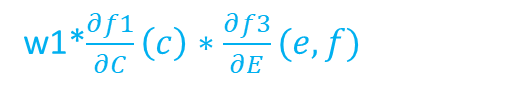 w1*∂f1/∂C (c) * ∂f3/∂E (e, f)